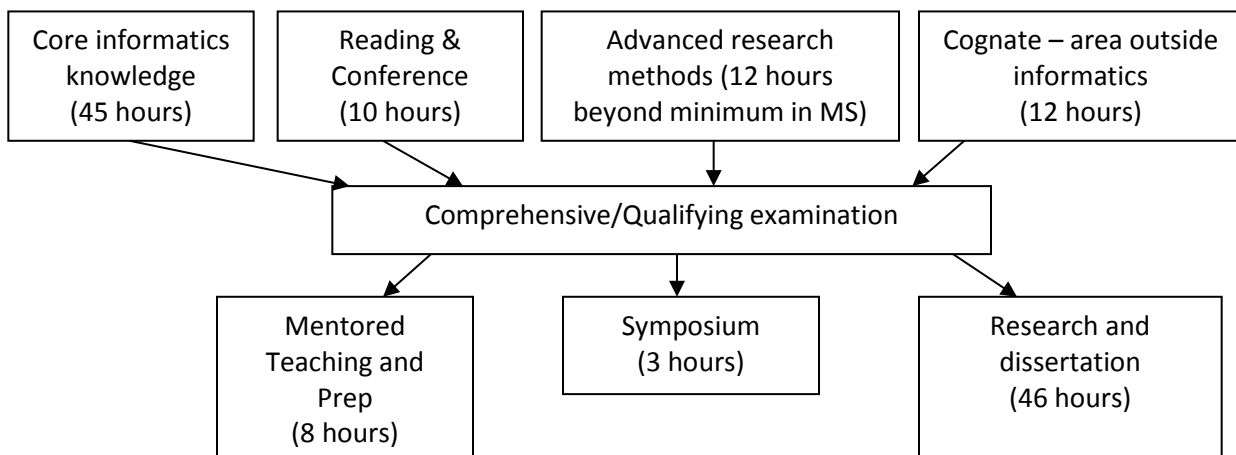 Core informatics
knowledge
(45 hours)
Reading &
Conference
(10 hours)
Advanced research
methods (12 hours
beyond minimum in MS)
Cognate – area outside
informatics
(12 hours)
Comprehensive/Qualifying examination
Mentored
Teaching and
Prep
(8 hours)
Symposium
(3 hours)
Research and
dissertation
(46 hours)